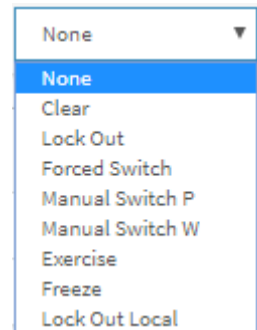 None
None
Clear
Lock Out
Forced Switch
Manual Switch P
Manual Switch W
Exercise
Freeze
Lock Out Local